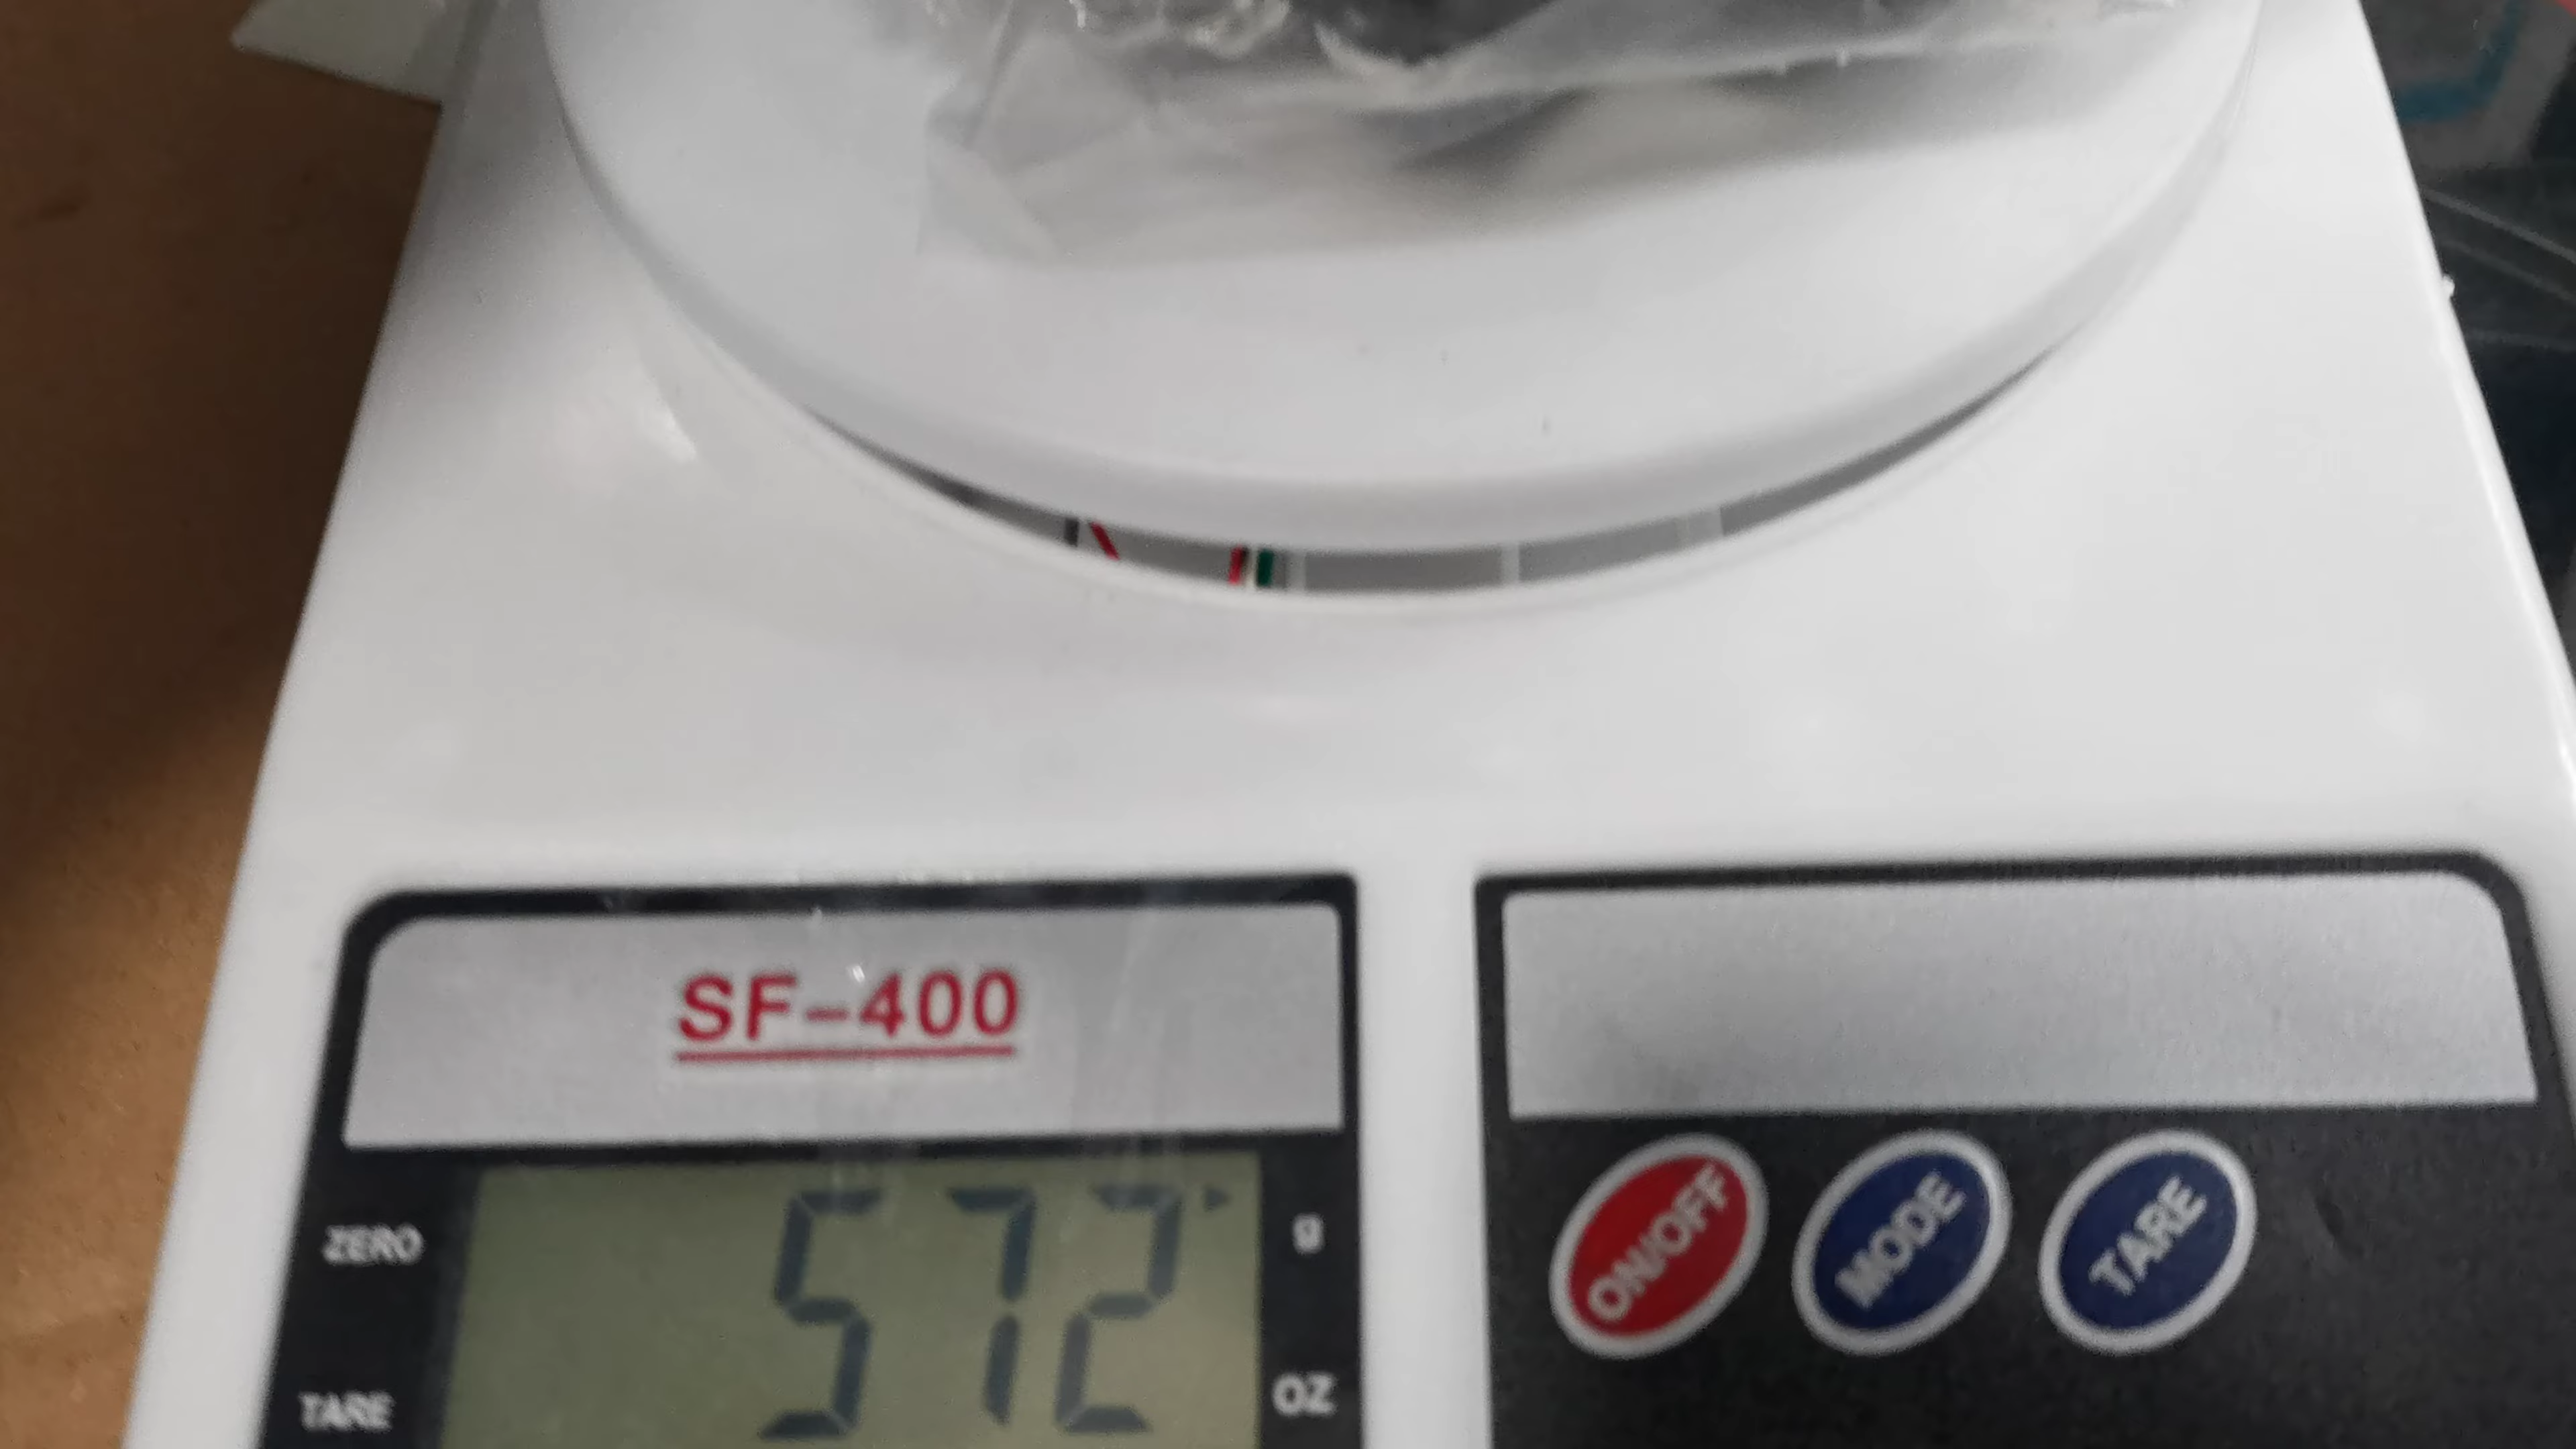 SF-400
ZERO
572
g
TARE
OZ
ON/OFF
MODE
TARE